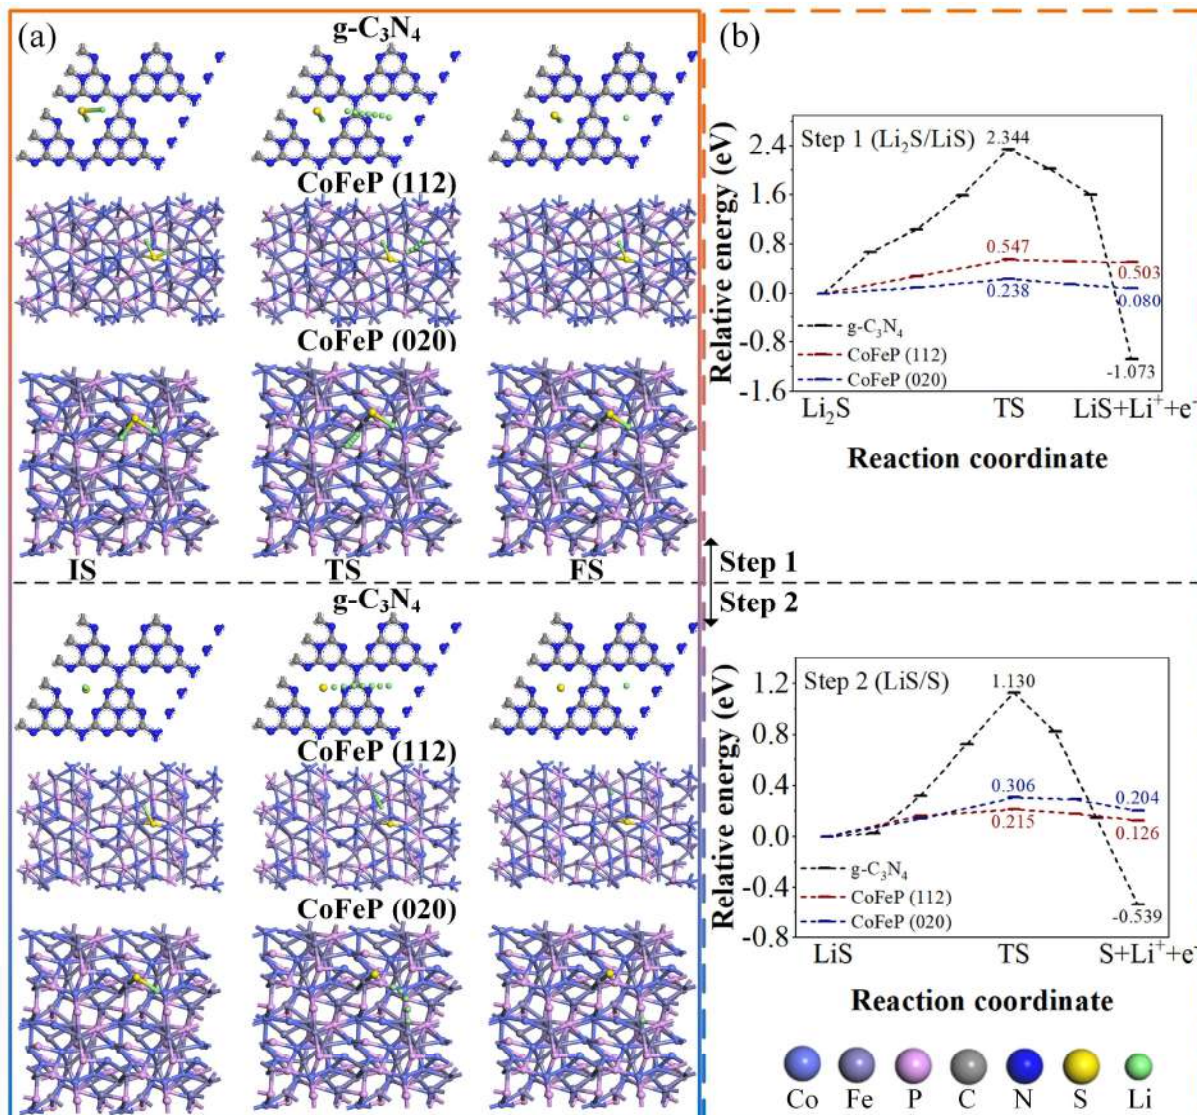 (a)
g-C₃N₄
CoFeP (112)
CoFeP (020)
IS TS FS
Step 1
Step 2
g-C₃N₄
CoFeP (112)
CoFeP (020)
(b)
Relative energy (eV)
2.4
1.6
0.8
0.0
-0.8
-1.6
Step 1 (Li₂S/LiS)
2.344
0.547
0.503
0.238
0.080
-1.073
g-C₃N₄
CoFeP (112)
CoFeP (020)
Li₂S TS LiS+Li⁺+e⁻
Reaction coordinate
Relative energy (eV)
1.2
0.8
0.4
0.0
-0.4
-0.8
Step 2 (LiS/S)
1.130
0.306
0.204
0.215
0.126
-0.539
g-C₃N₄
CoFeP (112)
CoFeP (020)
LiS TS S+Li⁺+e⁻
Reaction coordinate
Co Fe P C N S Li